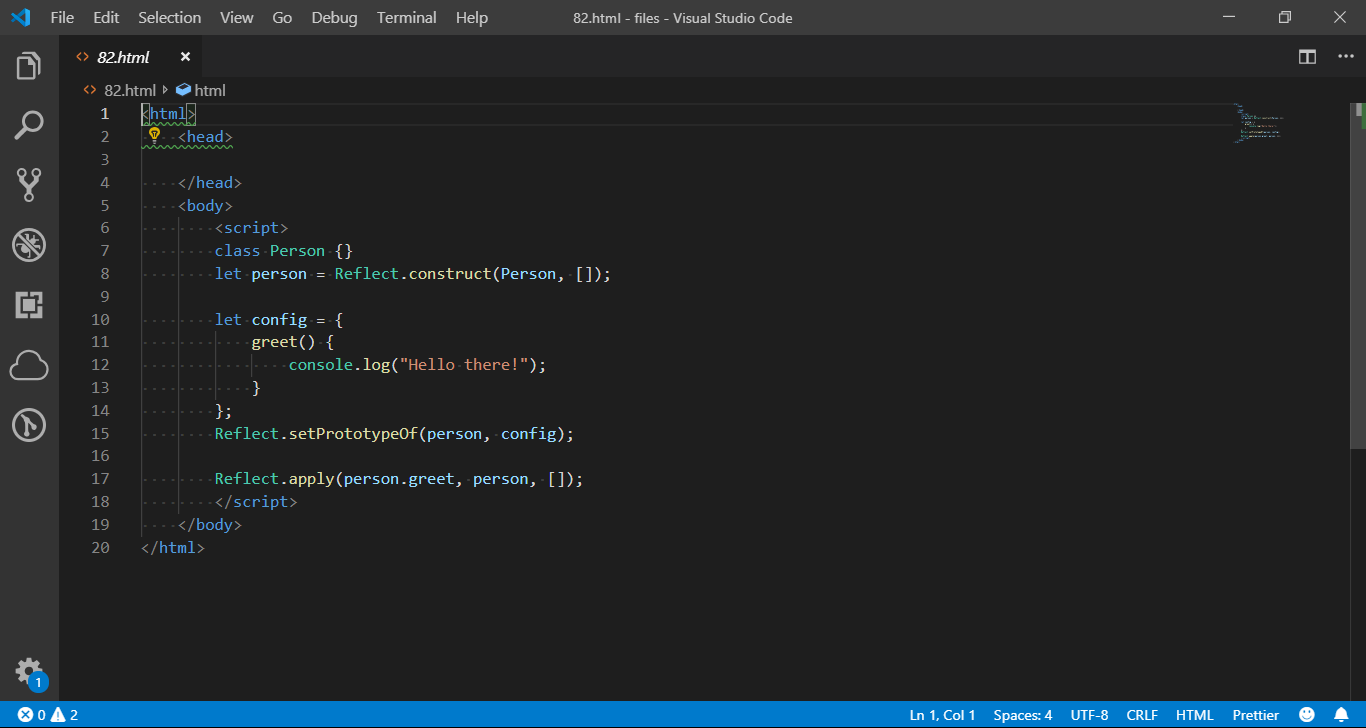 File Edit Selection View Go Debug Terminal Help 82.html - files - Visual Studio Code
82.html
82.html html
1 <html>
2 <head>
3
4 </head>
5 <body>
6 <script>
7 class Person {}
8 let person = Reflect.construct(Person, []);
9
10 let config = {
11 greet() {
12 console.log("Hello there!");
13 }
14 };
15 Reflect.setPrototypeOf(person, config);
16
17 Reflect.apply(person.greet, person, []);
18 </script>
19 </body>
20 </html>
1
0 2 Ln 1, Col 1 Spaces: 4 UTF-8 CRLF HTML Prettier